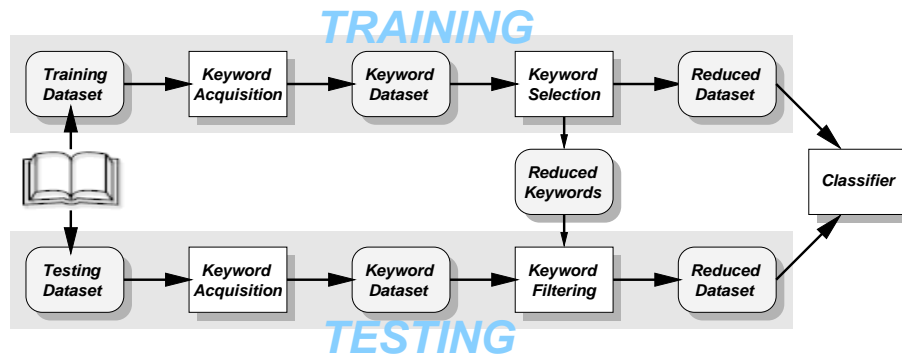 TRAINING
Training
Dataset
Keyword
Acquisition
Keyword
Dataset
Keyword
Selection
Reduced
Dataset
Reduced
Keywords
Classifier
Testing
Dataset
Keyword
Acquisition
Keyword
Dataset
Keyword
Filtering
Reduced
Dataset
TESTING